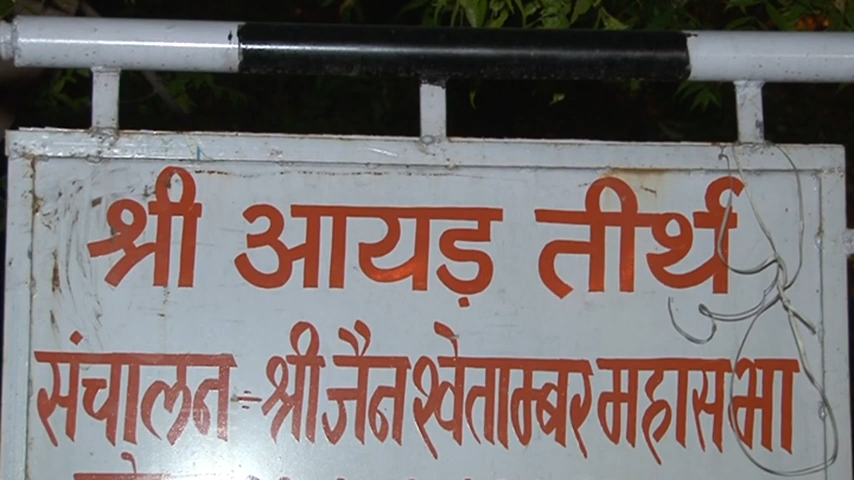 श्री आयड़ तीर्थ
संचालन - श्री जैन श्वेताम्बर महासभा